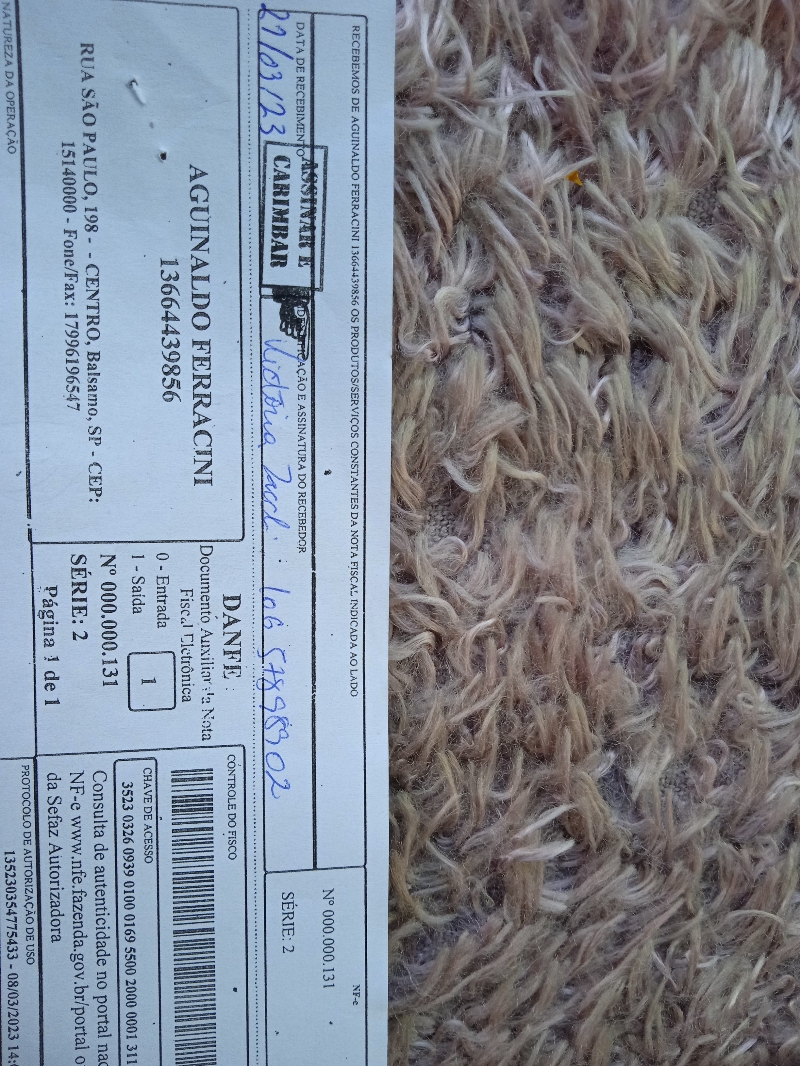 RECEBEMOS DE AGUINALDO FERRACINI 13664439856 OS PRODUTOS/SERVIÇOS CONSTANTES DA NOTA FISCAL INDICADA AO LADO
NF-e
Nº 000.000.131
SÉRIE: 2
DATA DE RECEBIMENTO
ASSINAR E
CARIMBAR
IDENTIFICAÇÃO E ASSINATURA DO RECEBEDOR
/03/23
Victória
AGUINALDO FERRACINI
13664439856
RUA SÃO PAULO, 198 - - CENTRO, Balsamo, SP - CEP:
15140000 - Fone/Fax: 17996196547
DANFE
Documento Auxiliar da Nota
Fiscal Eletrônica
0 - Entrada
1 - Saída
1
Nº 000.000.131
SÉRIE: 2
Página 1 de 1
CONTROLE DO FISCO
CHAVE DE ACESSO
3523 0326 0939 0100 0169 5500 2000 0001 311
Consulta de autenticidade no portal nac
NF-e www.nfe.fazenda.gov.br/portal o
da Sefaz Autorizadora
NATUREZA DA OPERAÇÃO
PROTOCOLO DE AUTORIZAÇÃO DE USO
135230354775433 - 08/03/2023 14: